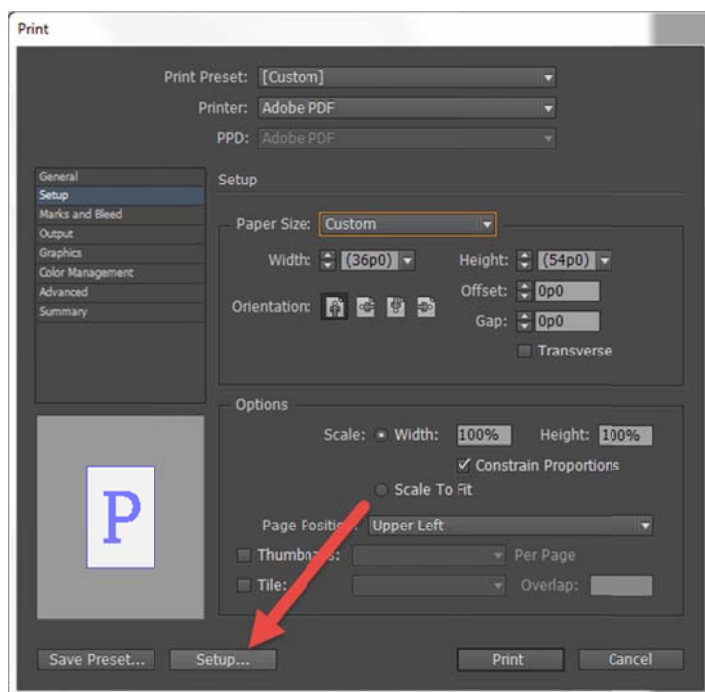 Print
Print Preset: [Custom]
Printer: Adobe PDF
PPD: Adobe PDF
General
Setup
Marks and Bleed
Output
Graphics
Color Management
Advanced
Summary
Setup
Paper Size: Custom
Width: (36p0) Height: (54p0)
Orientation: Offset: 0p0
Gap: 0p0
Transverse
Options
Scale: Width: 100% Height: 100%
Constrain Proportions
Scale To Fit
Page Position: Upper Left
Thumbnails: Per Page
Tile: Overlap:
P
Save Preset... Setup... Print Cancel